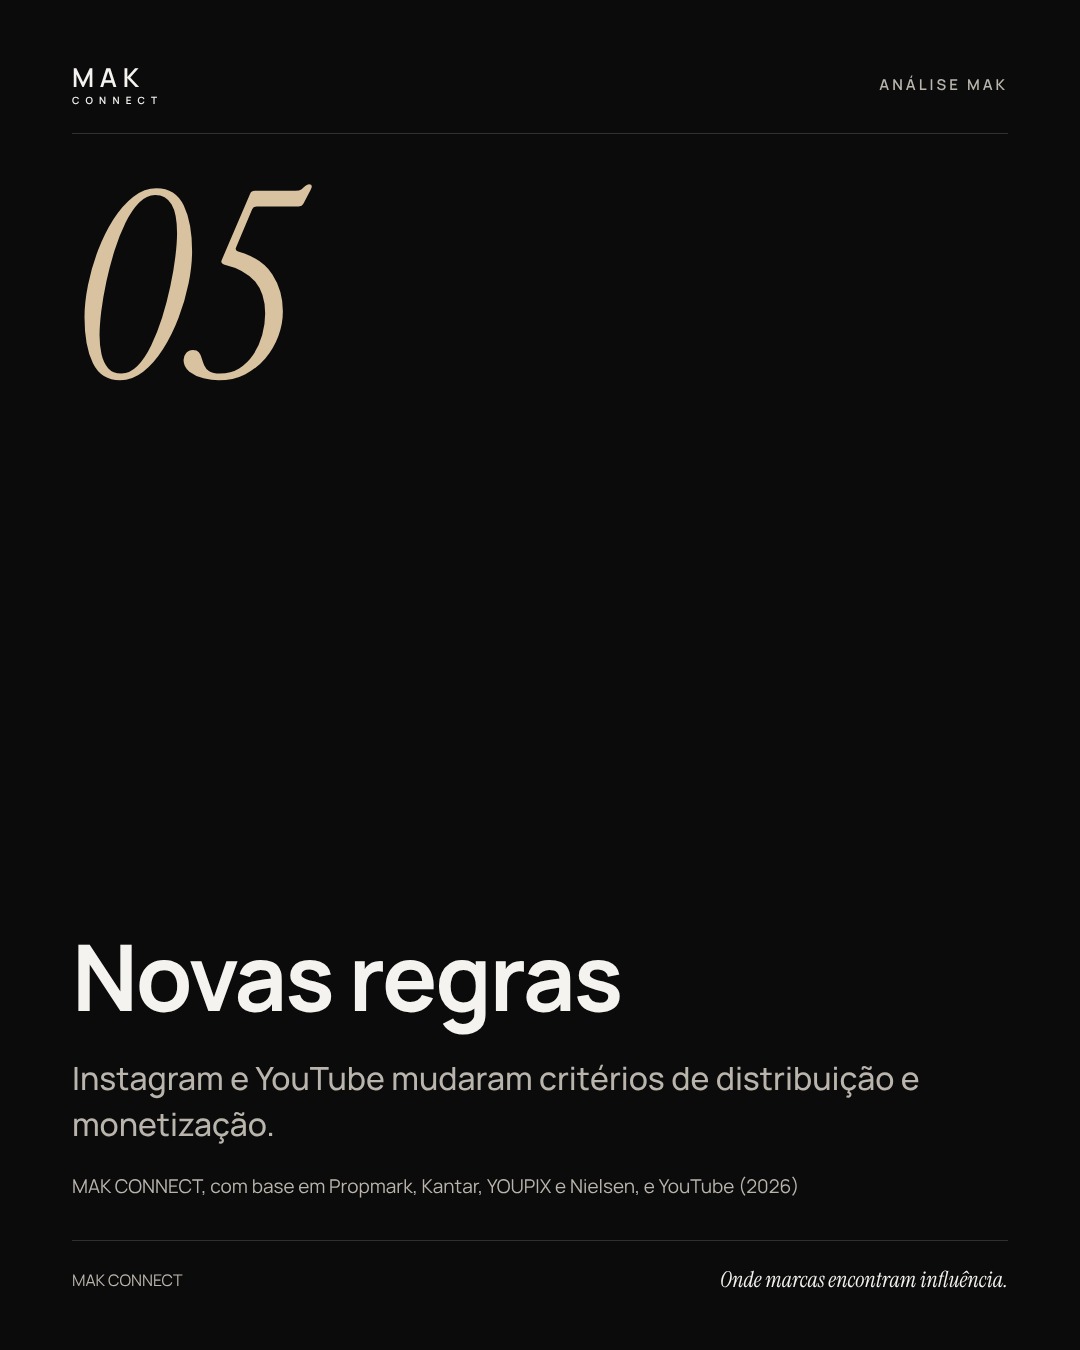 MAK
CONNECT
ANÁLISE MAK
05
Novas regras
Instagram e YouTube mudaram critérios de distribuição e
monetização.
MAK CONNECT, com base em Propmark, Kantar, YOUPIX e Nielsen, e YouTube (2026)
MAK CONNECT
Onde marcas encontram influência.